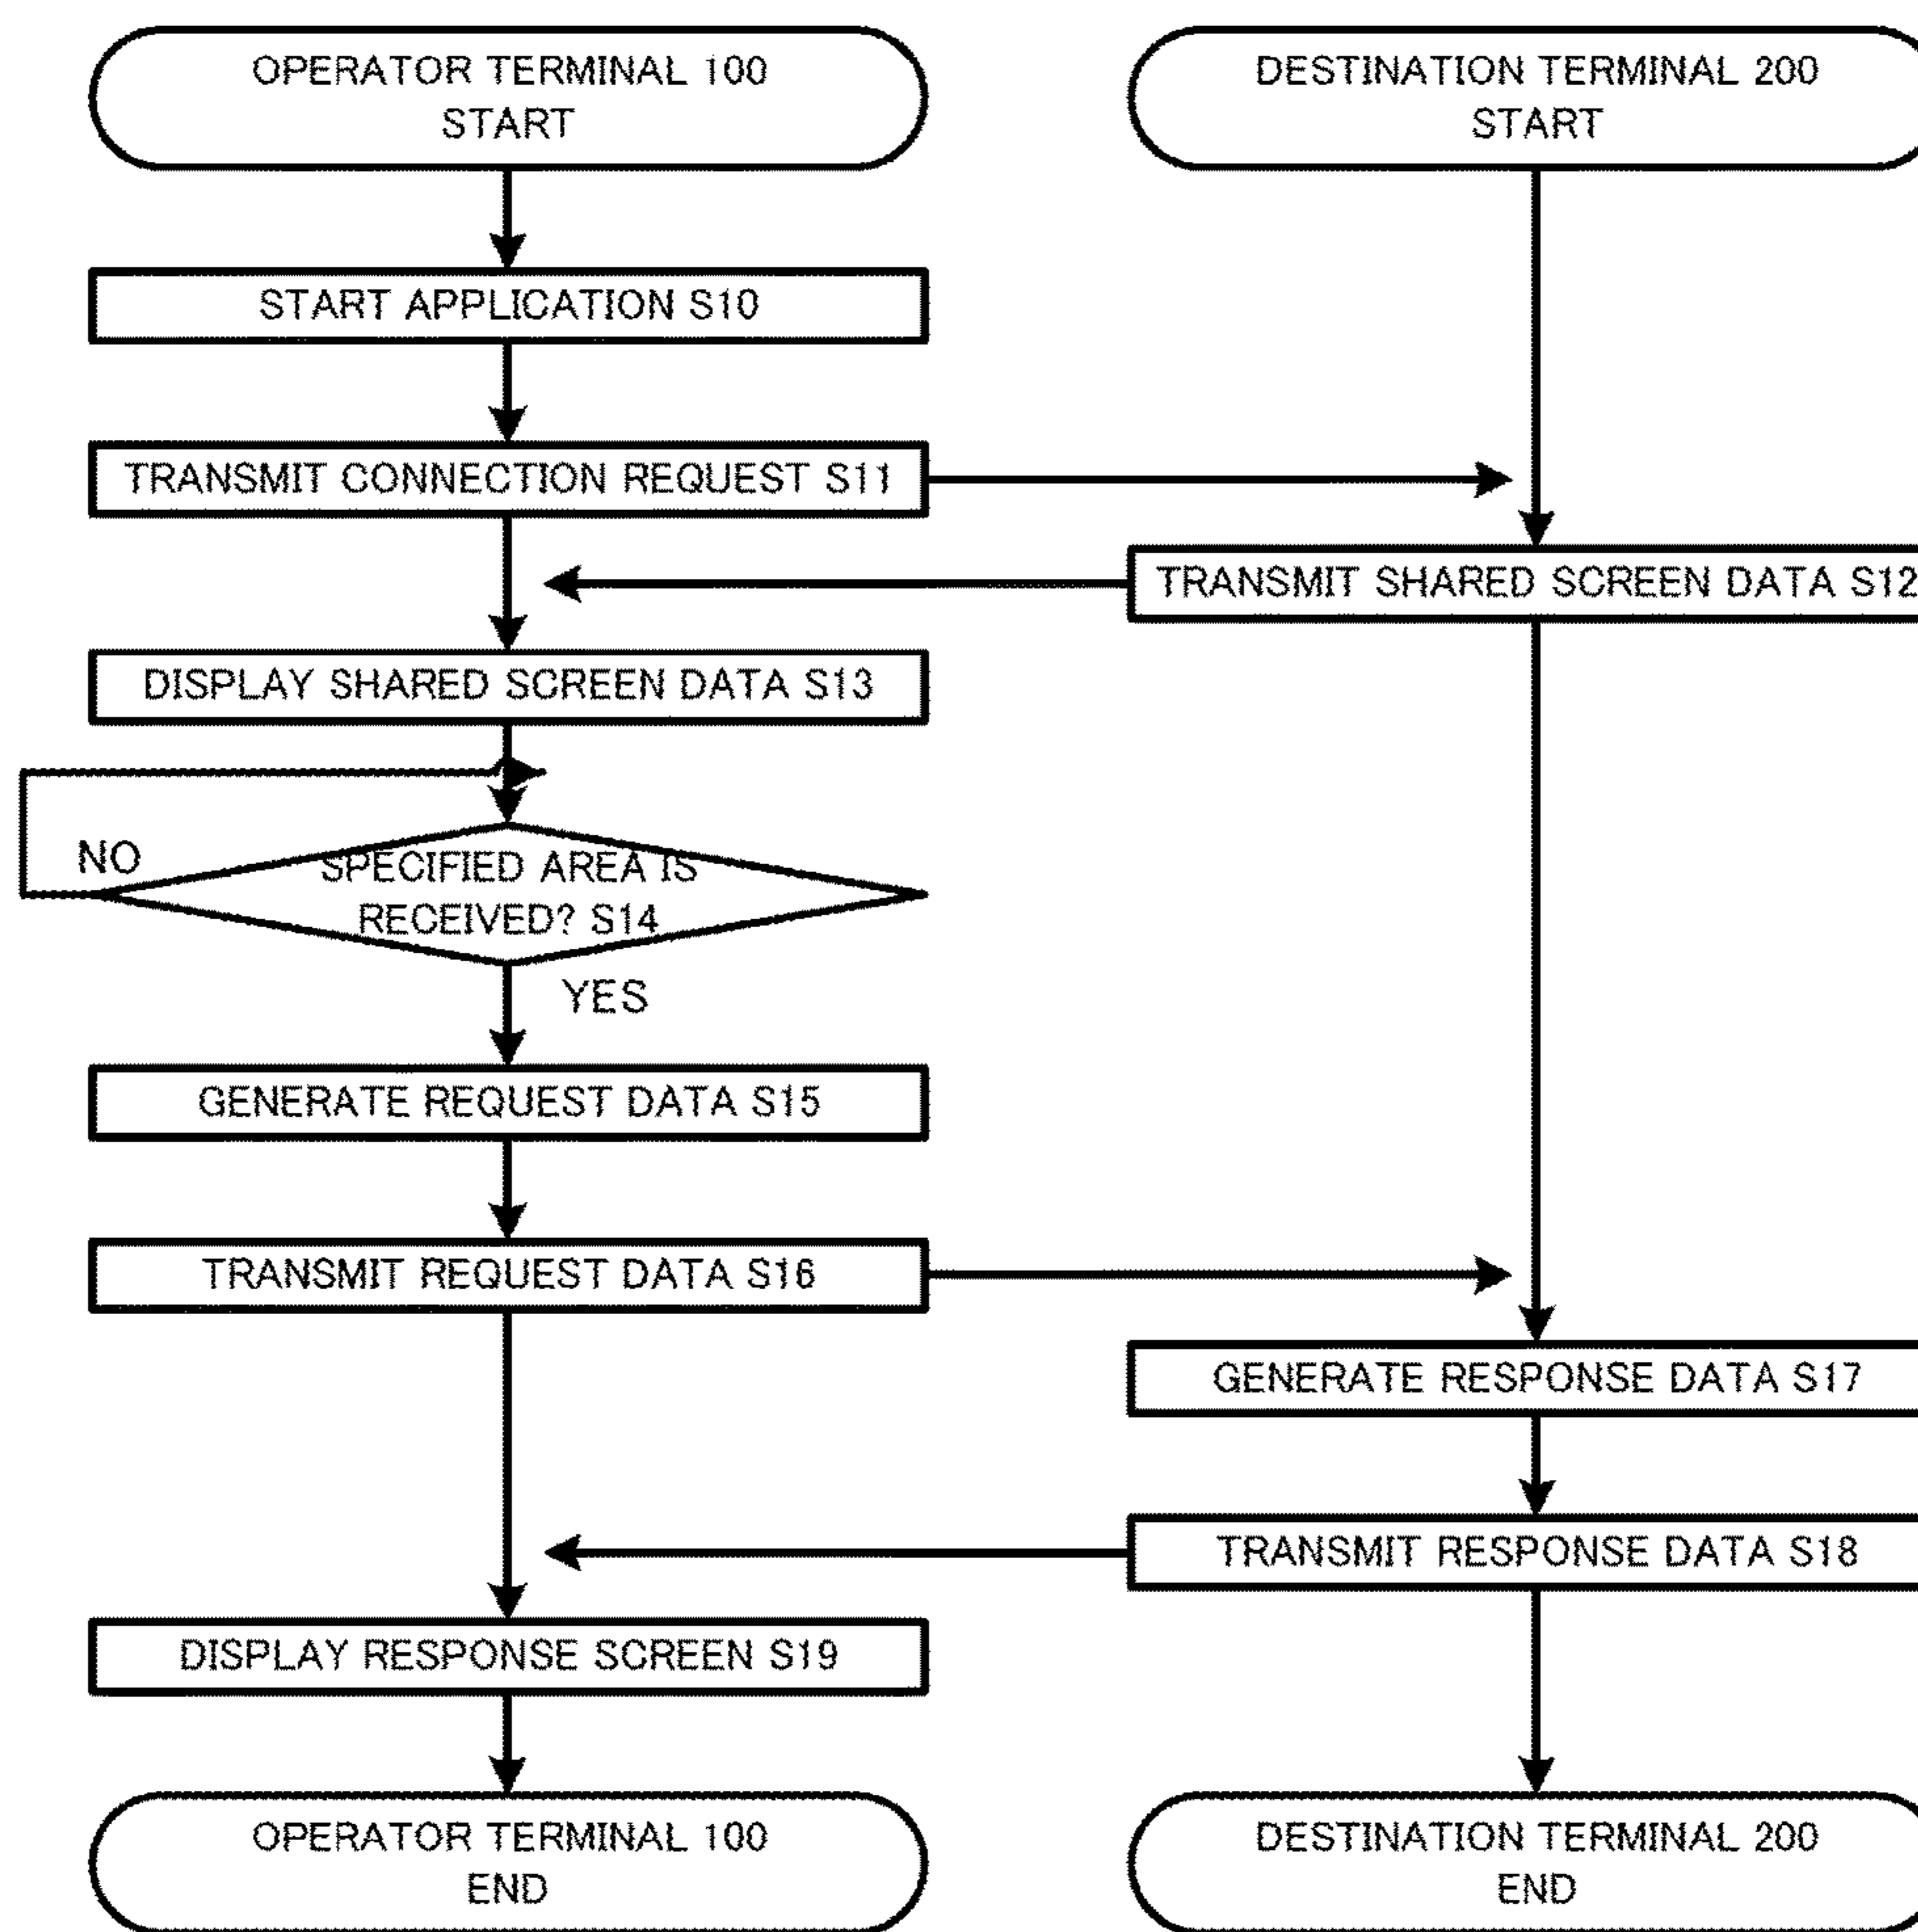 OPERATOR TERMINAL 100
START
DESTINATION TERMINAL 200
START
START APPLICATION S10
TRANSMIT CONNECTION REQUEST S11
TRANSMIT SHARED SCREEN DATA S12
DISPLAY SHARED SCREEN DATA S13
NO
SPECIFIED AREA IS
RECEIVED? S14
YES
GENERATE REQUEST DATA S15
TRANSMIT REQUEST DATA S16
GENERATE RESPONSE DATA S17
TRANSMIT RESPONSE DATA S18
DISPLAY RESPONSE SCREEN S19
OPERATOR TERMINAL 100
END
DESTINATION TERMINAL 200
END